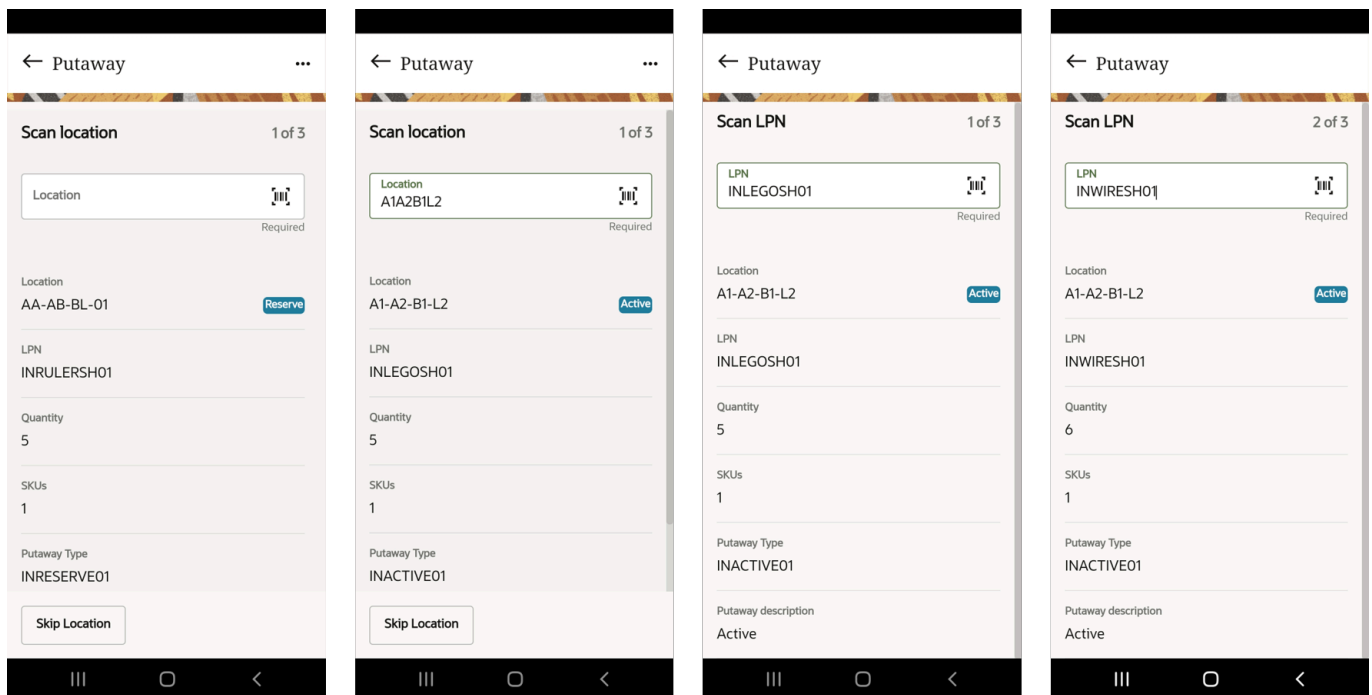 Putaway
Scan location 1 of 3
Location
Required
Location
AA-AB-BL-01 Reserve
LPN
INRULERSH01
Quantity
5
SKUs
1
Putaway Type
INRESERVE01
Skip Location
Putaway
Scan location 1 of 3
Location
A1A2B1L2
Required
Location
A1-A2-B1-L2 Active
LPN
INLEGOSH01
Quantity
5
SKUs
1
Putaway Type
INACTIVE01
Skip Location
Putaway
Scan LPN 1 of 3
LPN
INLEGOSH01
Required
Location
A1-A2-B1-L2 Active
LPN
INLEGOSH01
Quantity
5
SKUs
1
Putaway Type
INACTIVE01
Putaway description
Active
Putaway
Scan LPN 2 of 3
LPN
INWIRESH01
Required
Location
A1-A2-B1-L2 Active
LPN
INWIRESH01
Quantity
6
SKUs
1
Putaway Type
INACTIVE01
Putaway description
Active